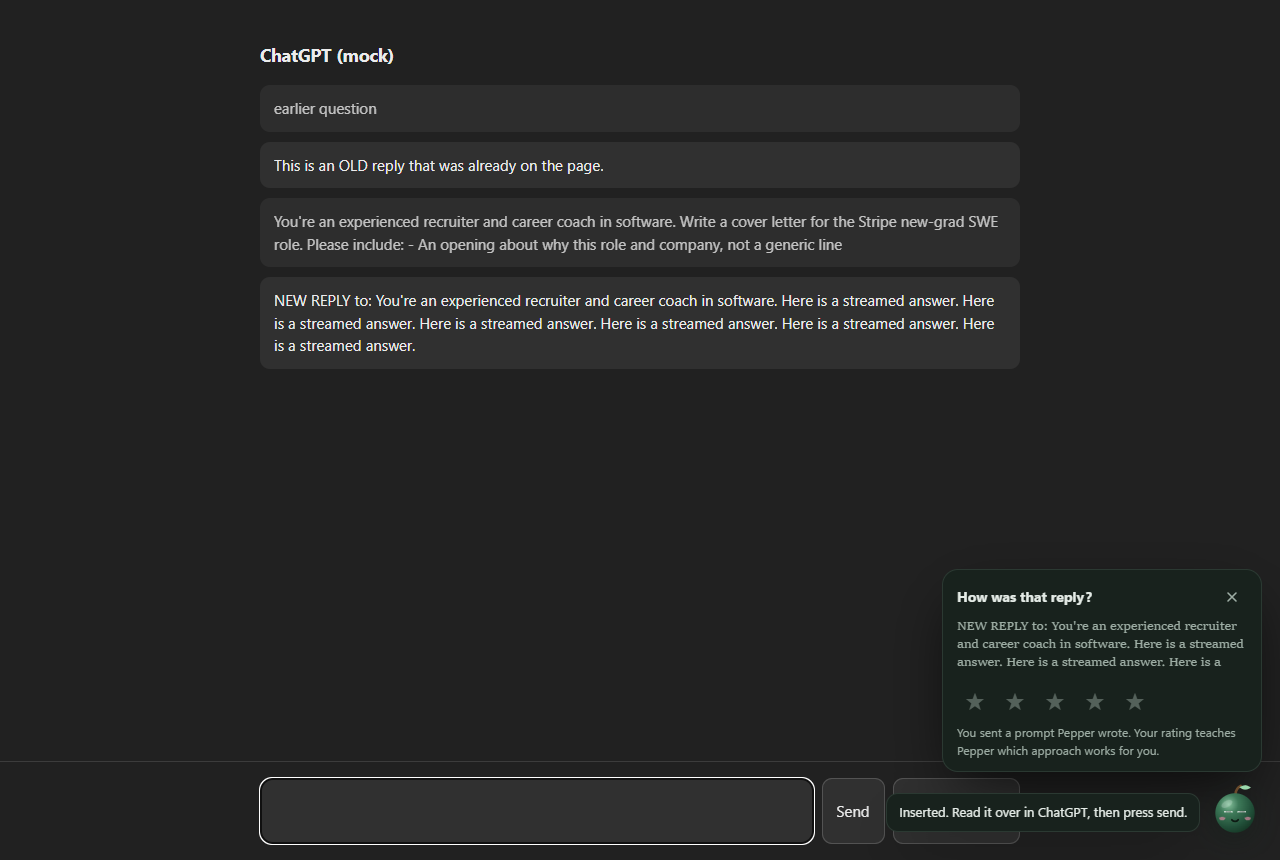 ChatGPT (mock)
earlier question
This is an OLD reply that was already on the page.
You're an experienced recruiter and career coach in software. Write a cover letter for the Stripe new-grad SWE
role. Please include: - An opening about why this role and company, not a generic line
NEW REPLY to: You're an experienced recruiter and career coach in software. Here is a streamed answer. Here
is a streamed answer. Here is a streamed answer. Here is a streamed answer. Here is a streamed answer. Here
is a streamed answer.
How was that reply?
NEW REPLY to: You're an experienced recruiter
and career coach in software. Here is a streamed
answer. Here is a streamed answer. Here is a
You sent a prompt Pepper wrote. Your rating teaches
Pepper which approach works for you.
Send
Inserted. Read it over in ChatGPT, then press send.